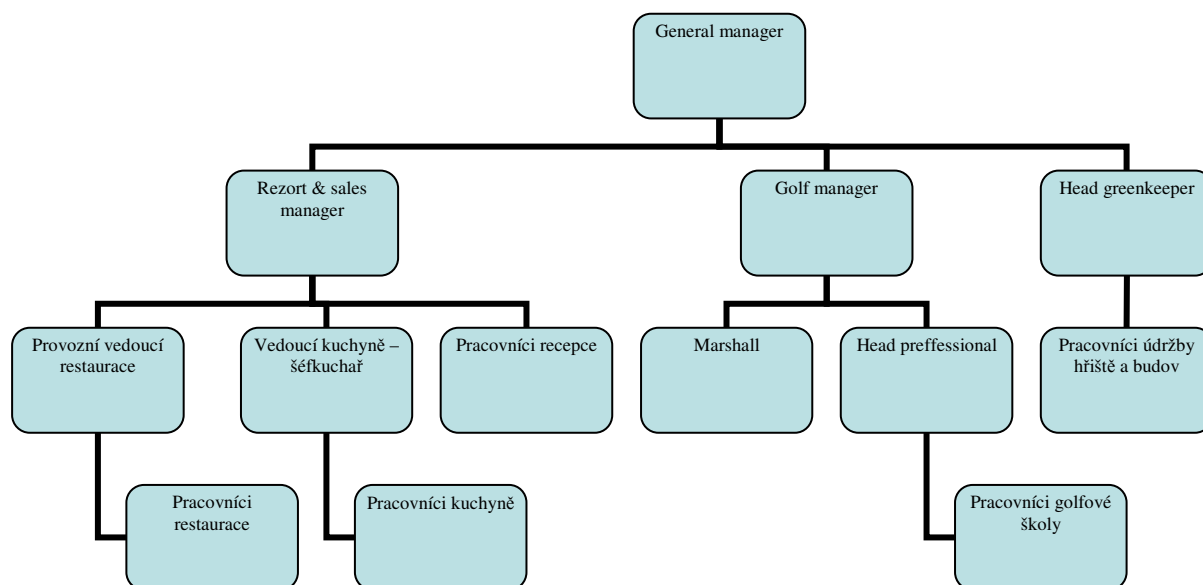 General manager
Rezort & sales
manager
Golf manager
Head greenkeeper
Provozní vedoucí
restaurace
Vedoucí kuchyně –
šéfkuchař
Pracovníci recepce
Marshall
Head preffessional
Pracovníci údržby
hřiště a budov
Pracovníci
restaurace
Pracovníci kuchyně
Pracovníci golfové
školy